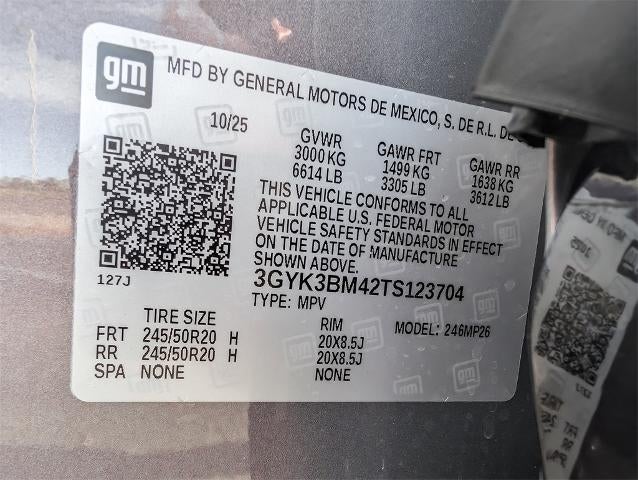 gm
MFD BY GENERAL MOTORS DE MEXICO, S. DE R.L. DE
10/25
GVWR GAWR FRT GAWR RR
3000 KG 1499 KG 1638 KG
6614 LB 3305 LB 3612 LB
THIS VEHICLE CONFORMS TO ALL
APPLICABLE U.S. FEDERAL MOTOR
VEHICLE SAFETY STANDARDS IN EFFECT
ON THE DATE OF MANUFACTURE
SHOWN ABOVE.
127J
3GYK3BM42TS123704
TYPE: MPV
TIRE SIZE RIM MODEL: 246MP26
FRT 245/50R20 H 20X8.5J
RR 245/50R20 H 20X8.5J
SPA NONE NONE